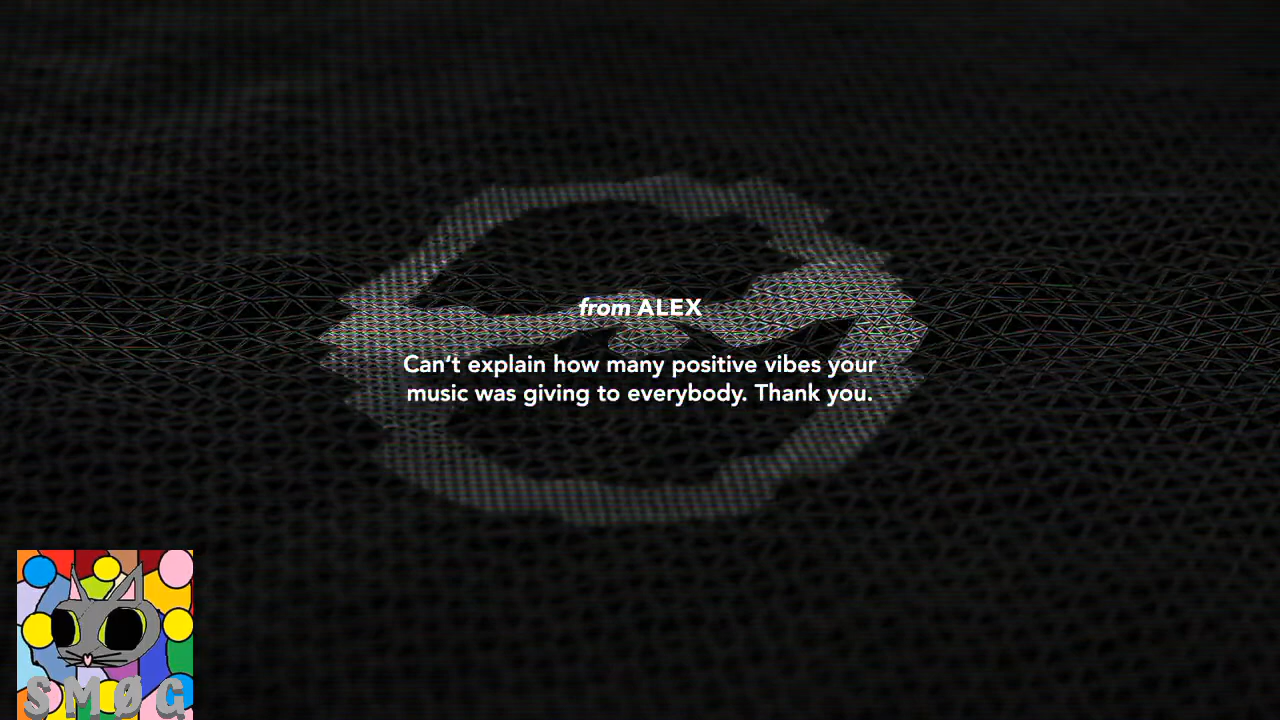 from ALEX
Can't explain how many positive vibes your
music was giving to everybody. Thank you.
SMØG